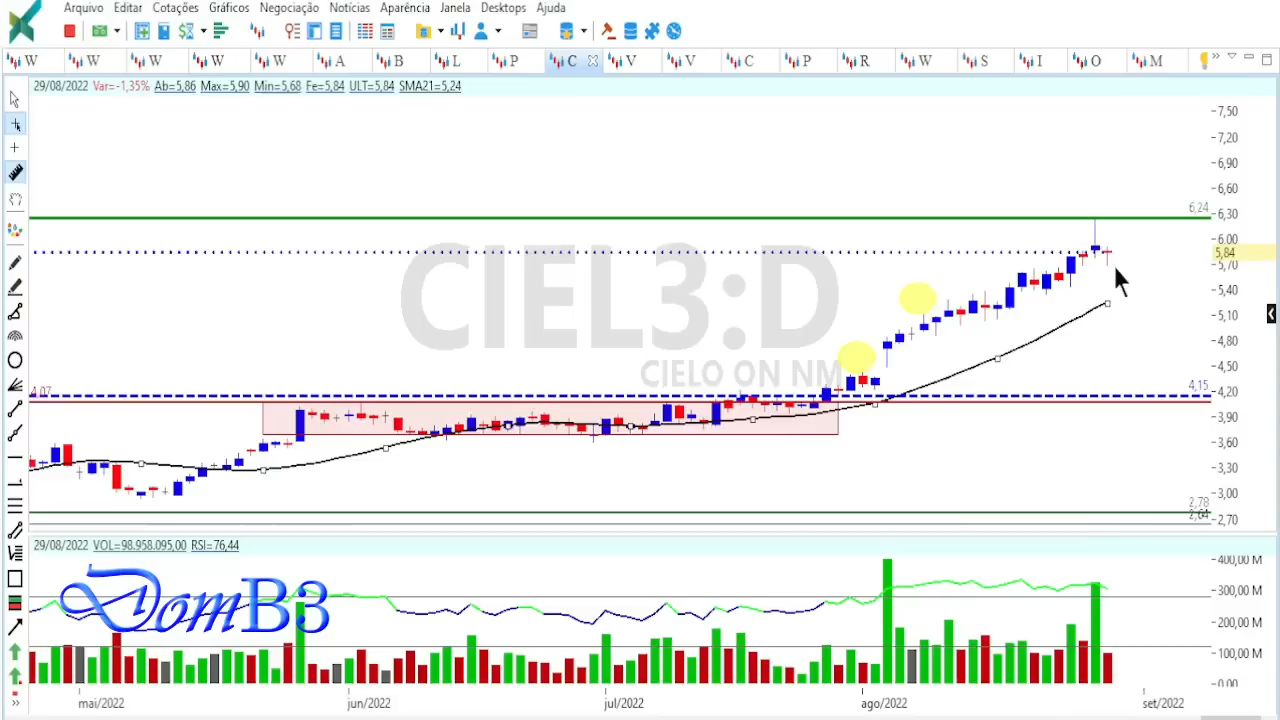 Arquivo Editar Cotações Gráficos Negociação Notícias Aparência Janela Desktops Ajuda
W W W W W A B L P C V V C P R W S I O M
29/08/2022 Var=-1,35% Ab=5,86 Max=5,90 Min=5,68 Fe=5,84 ULT=5,84 SMA21=5,24
7,50
7,20
6,90
6,60
6,24
6,30
6,00
5,84
5,70
5,40
5,10
4,80
4,50
4,20
3,90
3,60
3,30
3,00
2,70
CIEL3:D
CIELO ON NM
4,07
4,15
2,78
2,64
29/08/2022 VOL=98.958.095,00 RSI=76,44
DomB3
400,00 M
300,00 M
200,00 M
100,00 M
0,00
mai/2022 jun/2022 jul/2022 ago/2022 set/2022